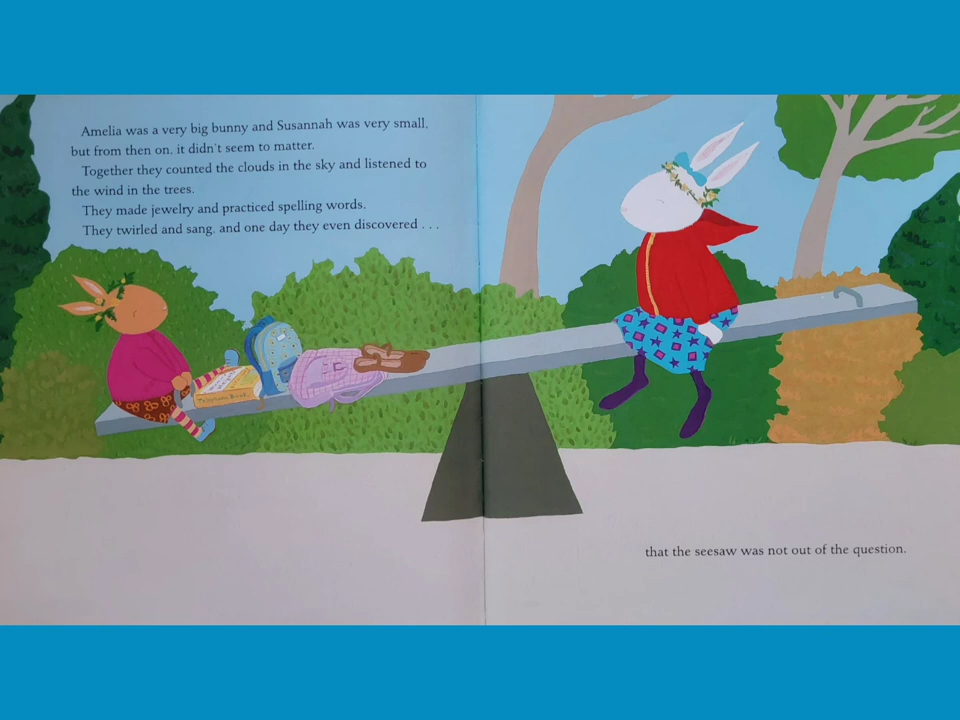 Amelia was a very big bunny and Susannah was very small,
but from then on, it didn't seem to matter.
Together they counted the clouds in the sky and listened to
the wind in the trees.
They made jewelry and practiced spelling words.
They twirled and sang, and one day they even discovered . . .
Telephone Book
that the seesaw was not out of the question.